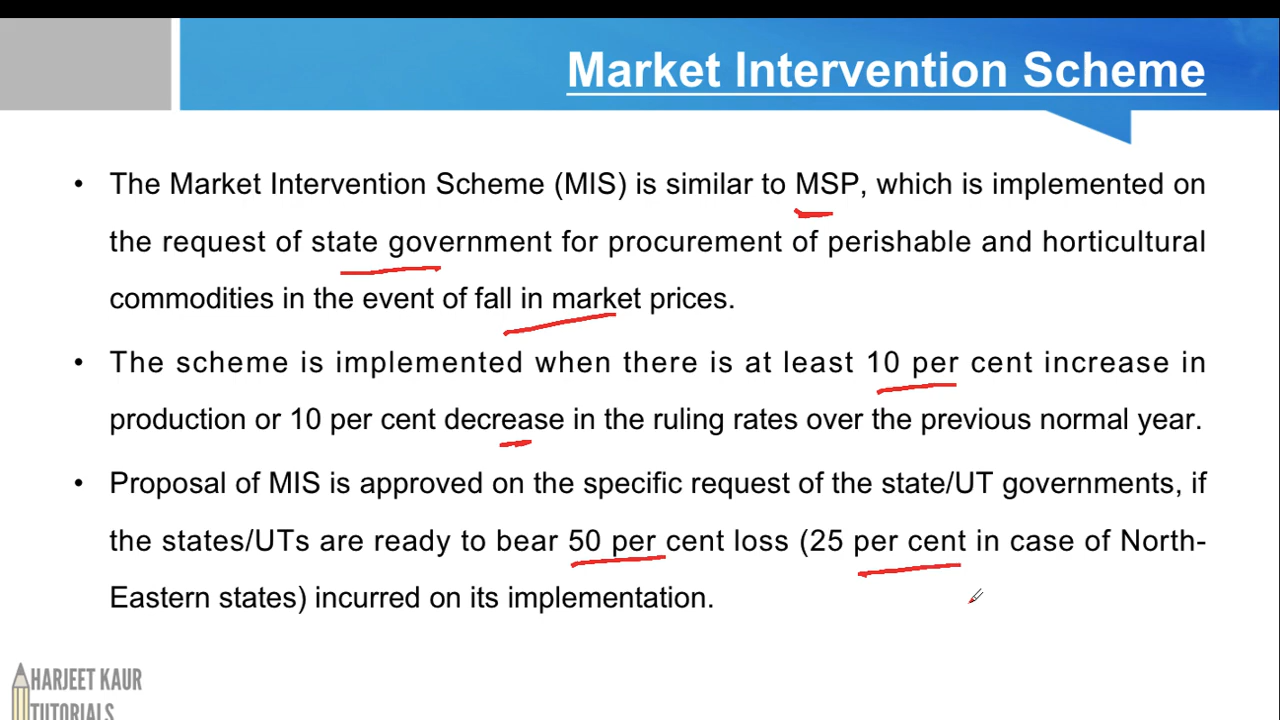 Market Intervention Scheme
• The Market Intervention Scheme (MIS) is similar to MSP, which is implemented on
the request of state government for procurement of perishable and horticultural
commodities in the event of fall in market prices.
• The scheme is implemented when there is at least 10 per cent increase in
production or 10 per cent decrease in the ruling rates over the previous normal year.
• Proposal of MIS is approved on the specific request of the state/UT governments, if
the states/UTs are ready to bear 50 per cent loss (25 per cent in case of North-
Eastern states) incurred on its implementation.
HARJEET KAUR
TUTORIALS